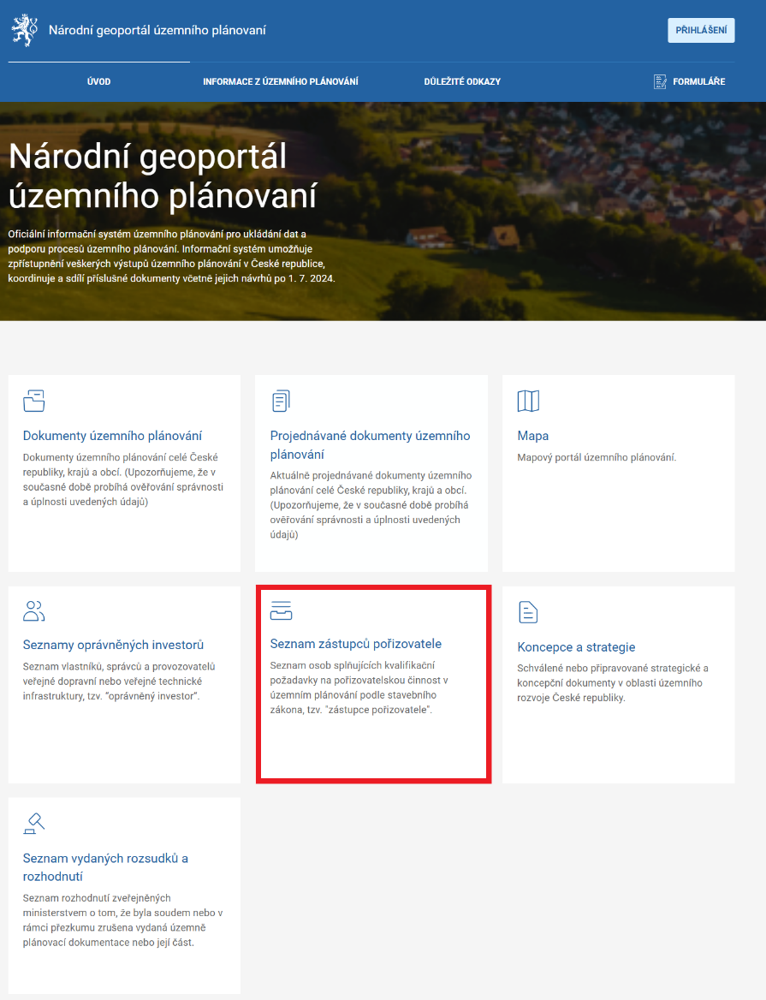 Národní geoportál územního plánovaní
PŘIHLÁŠENÍ
ÚVOD
INFORMACE Z ÚZEMNÍHO PLÁNOVÁNÍ
DŮLEŽITÉ ODKAZY
FORMULÁŘE
Národní geoportál
územního plánovaní
Oficiální informační systém územního plánování pro ukládání dat a
podporu procesů územního plánování. Informační systém umožňuje
zpřístupnění veškerých výstupů územního plánování v České republice,
koordinuje a sdílí příslušné dokumenty včetně jejich návrhů po 1. 7. 2024.
Dokumenty územního plánování
Dokumenty územního plánování celé České
republiky, krajů a obcí. (Upozorňujeme, že v
současné době probíhá ověřování správnosti
a úplnosti uvedených údajů)
Projednávané dokumenty územního
plánování
Aktuálně projednávané dokumenty územního
plánování celé České republiky, krajů a obcí.
(Upozorňujeme, že v současné době probíhá
ověřování správnosti a úplnosti uvedených
údajů)
Mapa
Mapový portál územního plánování.
Seznamy oprávněných investorů
Seznam vlastníků, správců a provozovatelů
veřejné dopravní nebo veřejné technické
infrastruktury, tzv. "oprávněný investor".
Seznam zástupců pořizovatele
Seznam osob splňujících kvalifikační
požadavky na pořizovatelskou činnost v
územním plánování podle stavebního
zákona, tzv. "zástupce pořizovatele".
Koncepce a strategie
Schválené nebo připravované strategické a
koncepční dokumenty v oblasti územního
rozvoje České republiky.
Seznam vydaných rozsudků a
rozhodnutí
Seznam rozhodnutí zveřejněných
ministerstvem o tom, že byla soudem nebo v
rámci přezkumu zrušena vydaná územně
plánovací dokumentace nebo její část.